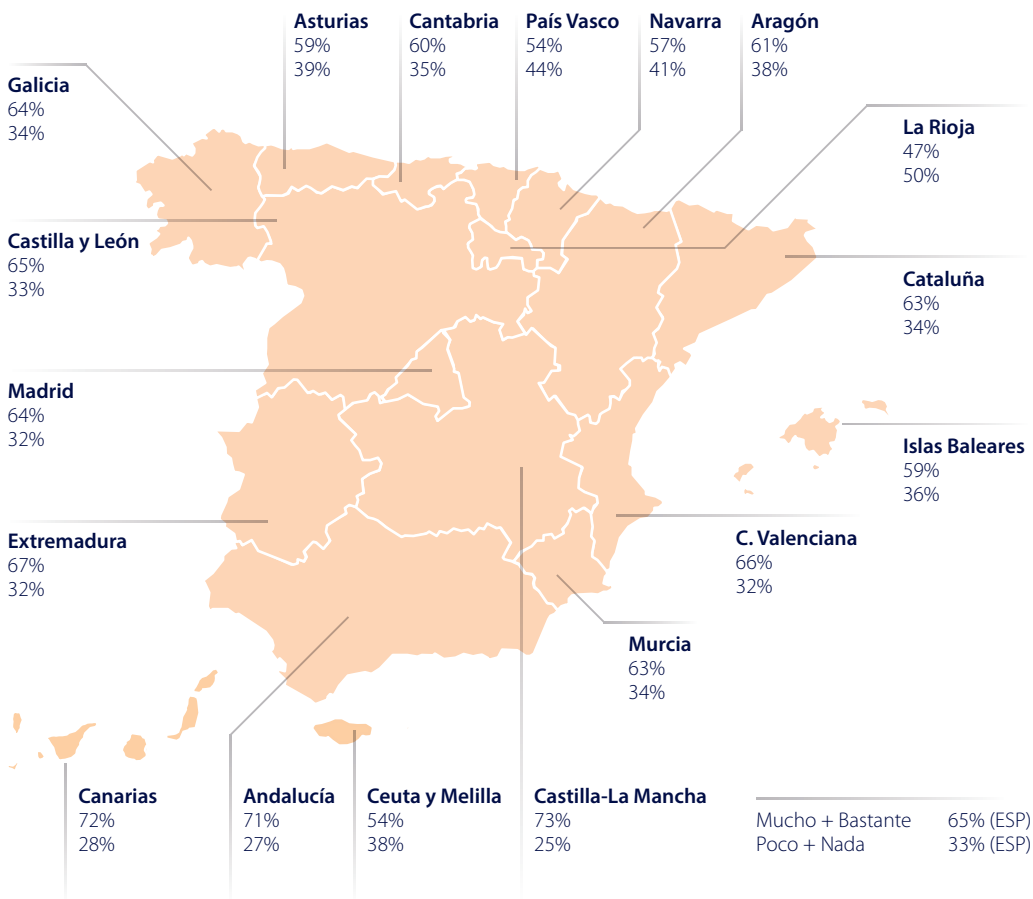 Asturias
59%
39%
Cantabria
60%
35%
País Vasco
54%
44%
Navarra
57%
41%
Aragón
61%
38%
Galicia
64%
34%
La Rioja
47%
50%
Castilla y León
65%
33%
Cataluña
63%
34%
Madrid
64%
32%
Islas Baleares
59%
36%
Extremadura
67%
32%
C. Valenciana
66%
32%
Murcia
63%
34%
Canarias
72%
28%
Andalucía
71%
27%
Ceuta y Melilla
54%
38%
Castilla-La Mancha
73%
25%
Mucho + Bastante 65% (ESP)
Poco + Nada 33% (ESP)